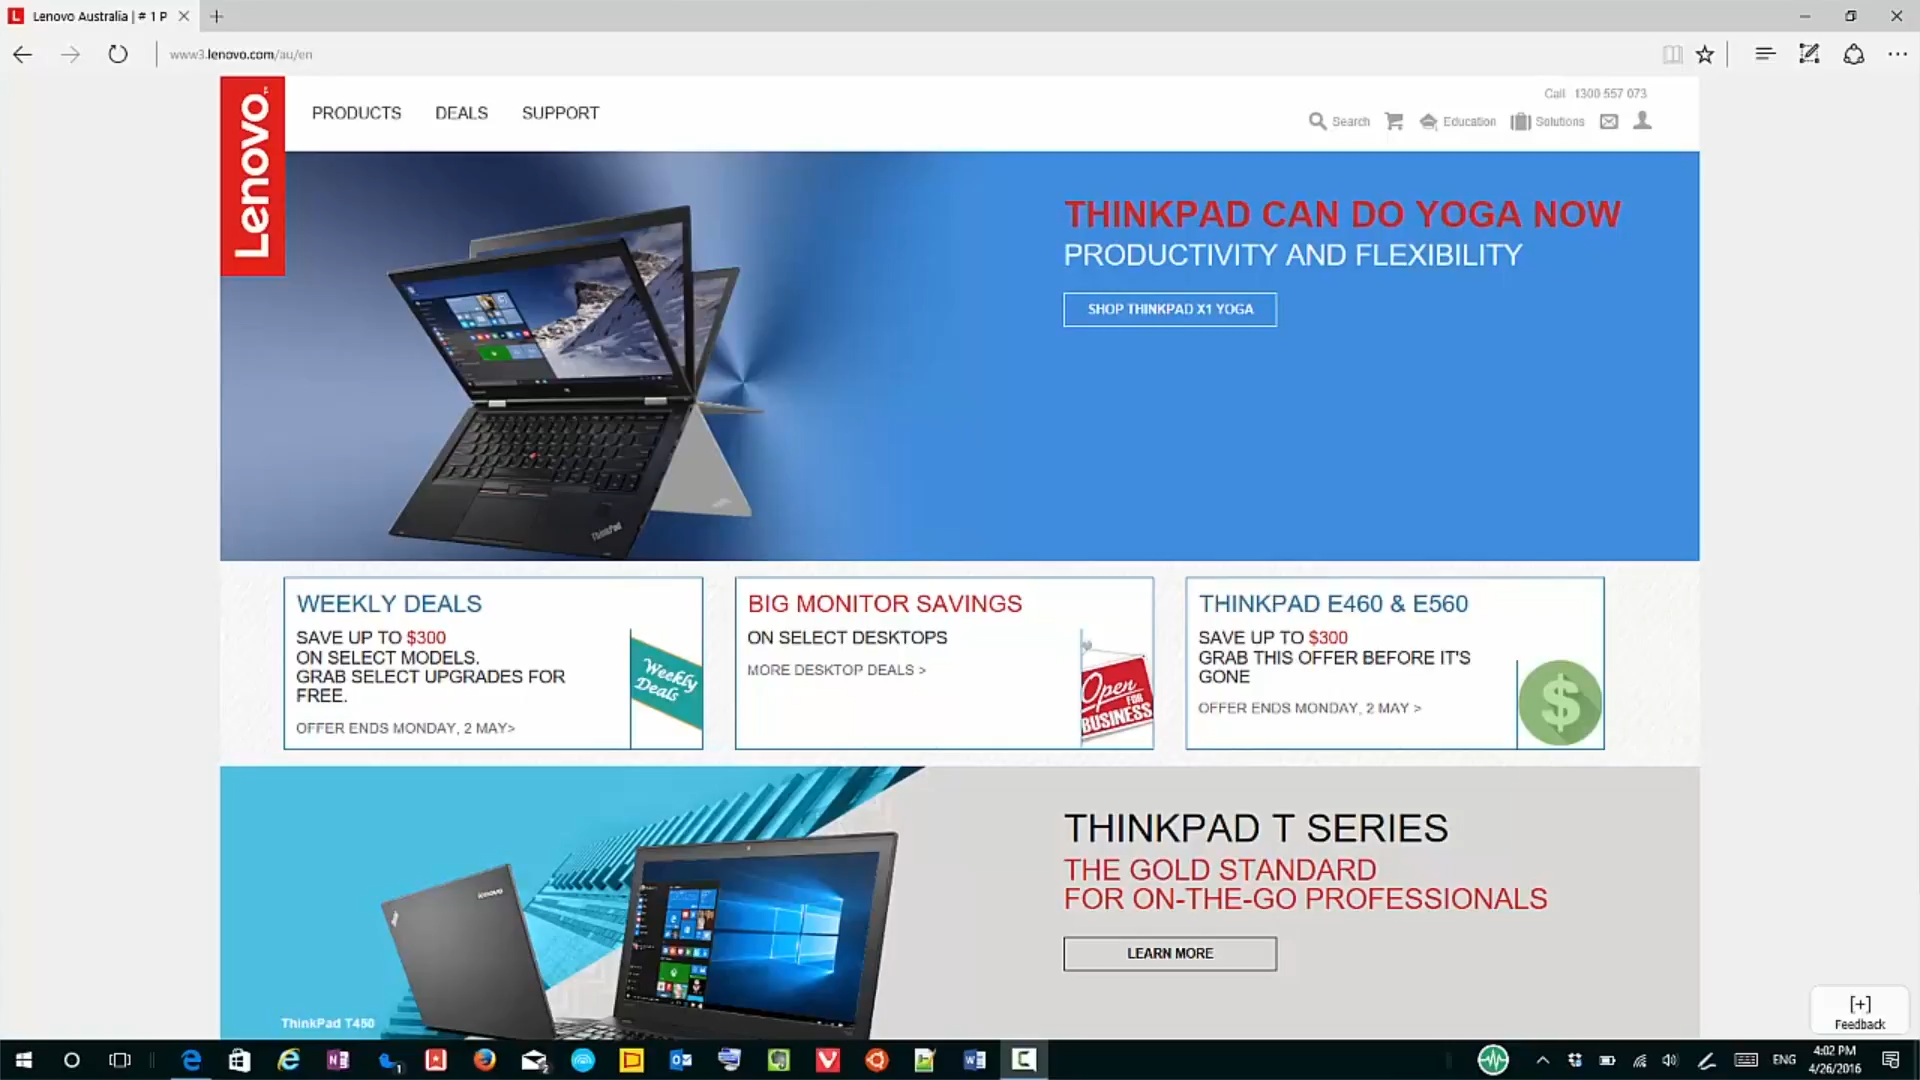 Lenovo Australia | # 1 P
www3.lenovo.com/au/en
Lenovo
PRODUCTS DEALS SUPPORT
Call 1300 557 073
Search Education Solutions
THINKPAD CAN DO YOGA NOW
PRODUCTIVITY AND FLEXIBILITY
SHOP THINKPAD X1 YOGA
ThinkPad
WEEKLY DEALS
SAVE UP TO $300
ON SELECT MODELS.
GRAB SELECT UPGRADES FOR
FREE.
OFFER ENDS MONDAY, 2 MAY>
Weekly
Deals
BIG MONITOR SAVINGS
ON SELECT DESKTOPS
MORE DESKTOP DEALS >
Open
FOR
BUSINESS
THINKPAD E460 & E560
SAVE UP TO $300
GRAB THIS OFFER BEFORE IT'S
GONE
OFFER ENDS MONDAY, 2 MAY >
$
THINKPAD T SERIES
THE GOLD STANDARD
FOR ON-THE-GO PROFESSIONALS
LEARN MORE
lenovo
ThinkPad T450
[+]
Feedback
ENG
4:02 PM
4/26/2016